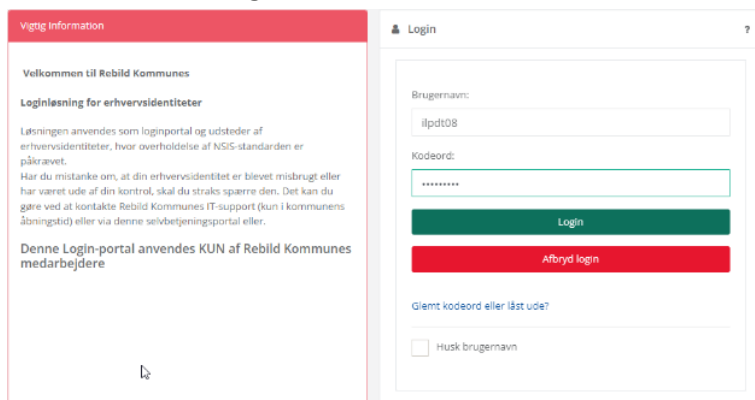 Vigtig Information
Velkommen til Rebild Kommunes
Loginløsning for erhvervsidentiteter
Løsningen anvendes som loginportal og udsteder af
erhvervsidentiteter, hvor overholdelse af NSIS-standarden er
påkrævet.
Har du mistanke om, at din erhvervsidentitet er blevet misbrugt eller
har været ude af din kontrol, skal du straks spærre den. Det kan du
gøre ved at kontakte Rebild Kommunes IT-support (kun i kommunens
åbningstid) eller via denne selvbetjeningsportal eller.
Denne Login-portal anvendes KUN af Rebild Kommunes
medarbejdere
Login ?
Brugernavn:
ilpdt08
Kodeord:
•••••••••
Login
Afbryd login
Glemt kodeord eller låst ude?
Husk brugernavn